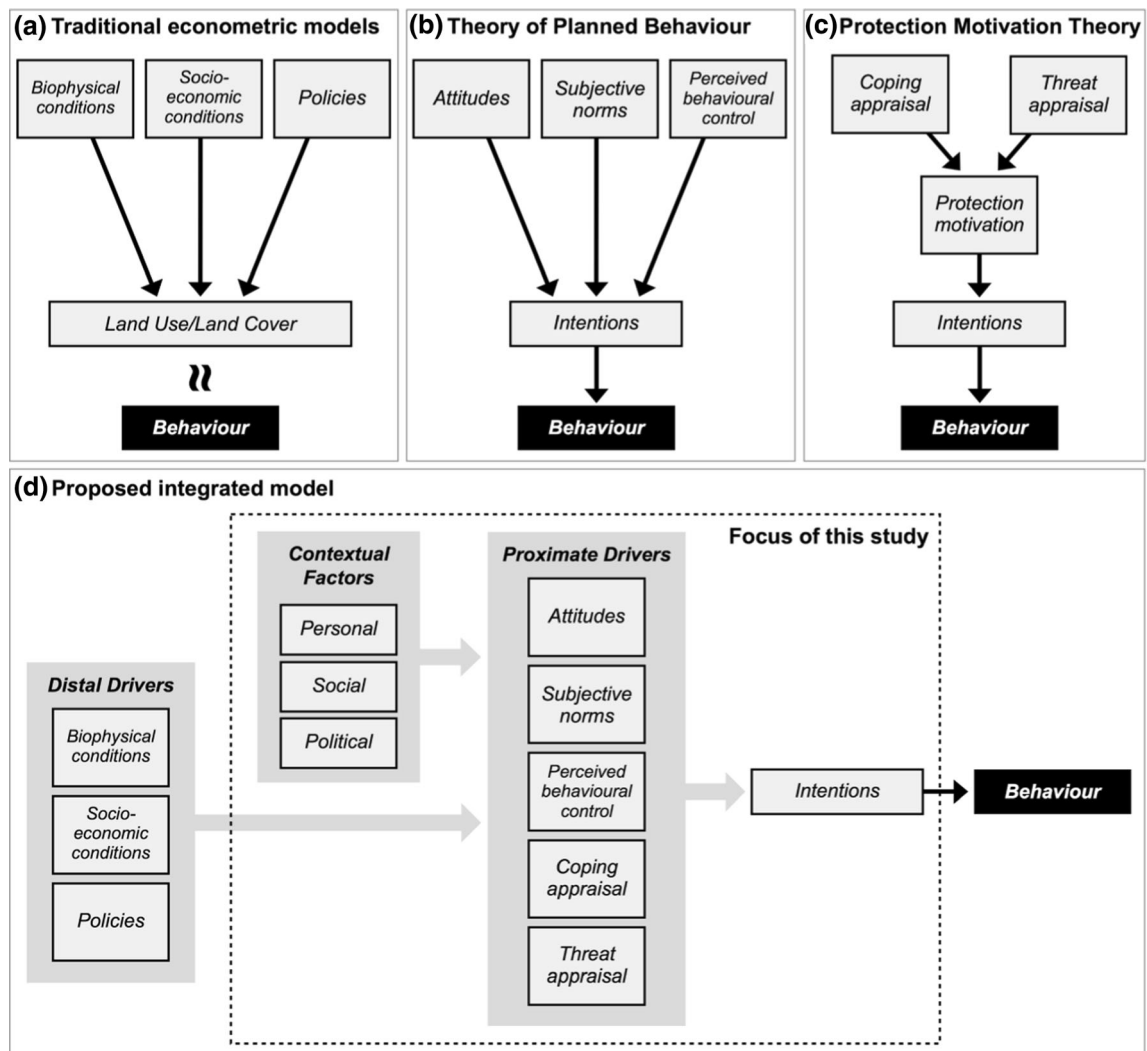 (a) Traditional econometric models
Biophysical
conditions
Socio-
economic
conditions
Policies
Land Use/Land Cover
≈
Behaviour
(b) Theory of Planned Behaviour
Attitudes
Subjective
norms
Perceived
behavioural
control
Intentions
Behaviour
(c) Protection Motivation Theory
Coping
appraisal
Threat
appraisal
Protection
motivation
Intentions
Behaviour
(d) Proposed integrated model
Focus of this study
Distal Drivers
Biophysical
conditions
Socio-
economic
conditions
Policies
Contextual
Factors
Personal
Social
Political
Proximate Drivers
Attitudes
Subjective
norms
Perceived
behavioural
control
Coping
appraisal
Threat
appraisal
Intentions
Behaviour